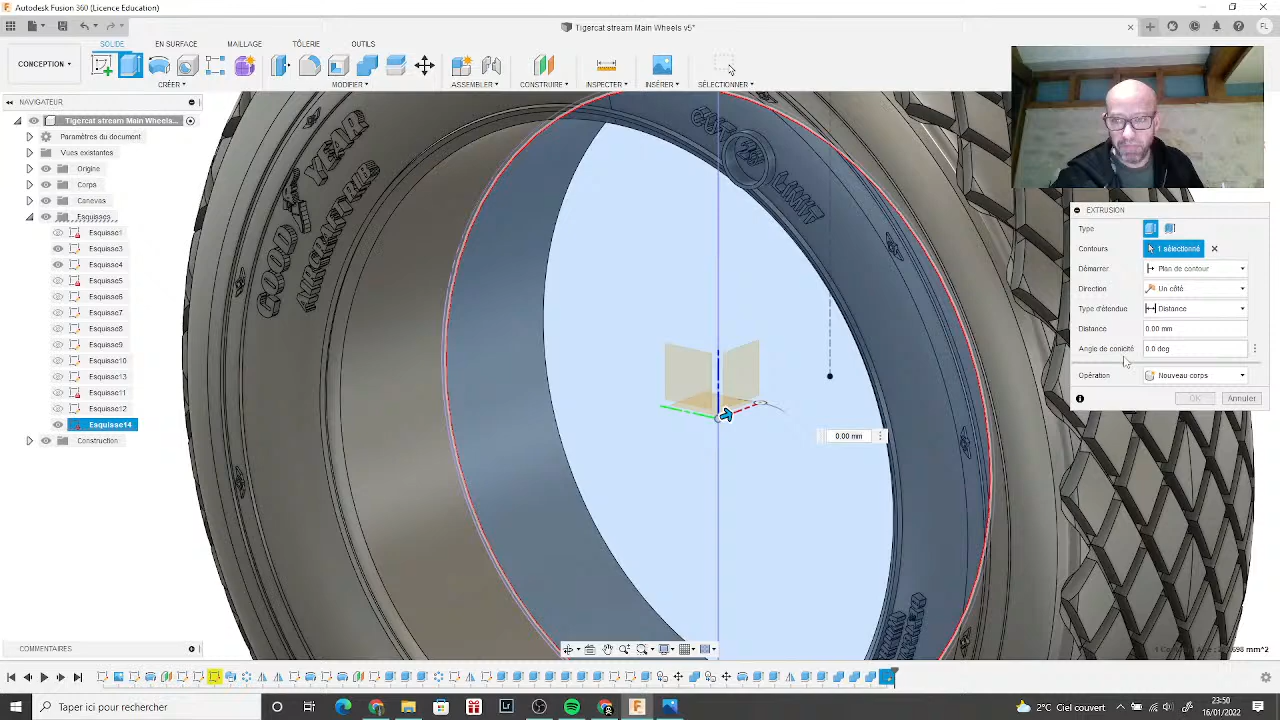 Autodesk Fusion 360 (Licence Education)
Tigercat stream Main Wheels v5*
FL
SOLIDE
EN SURFACE
MAILLAGE
TÔLERIE
OUTILS
CONCEPTION
CRÉER
MODIFIER
ASSEMBLER
CONSTRUIRE
INSPECTER
INSÉRER
SÉLECTIONNER
NAVIGATEUR
Tigercat stream Main Wheels...
Paramètres du document
Vues existantes
Origine
Corps
Canevas
Esquisses
Esquisse1
Esquisse3
Esquisse4
Esquisse5
Esquisse6
Esquisse7
Esquisse8
Esquisse9
Esquisse10
Esquisse13
Esquisse11
Esquisse12
Esquisse14
Construction
GOOD YEAR
CUT
LIMIT
0.00 mm
EXTRUSION
Type
Contours
1 sélectionné
Démarrer
Plan de contour
Direction
Un côté
Type d'étendue
Distance
Distance
0.00 mm
Angle de conicité
0.0 deg
Opération
Nouveau corps
OK
Annuler
COMMENTAIRES
Taper ici pour rechercher
2°C Ciel couvert
23:50
16/01/2022